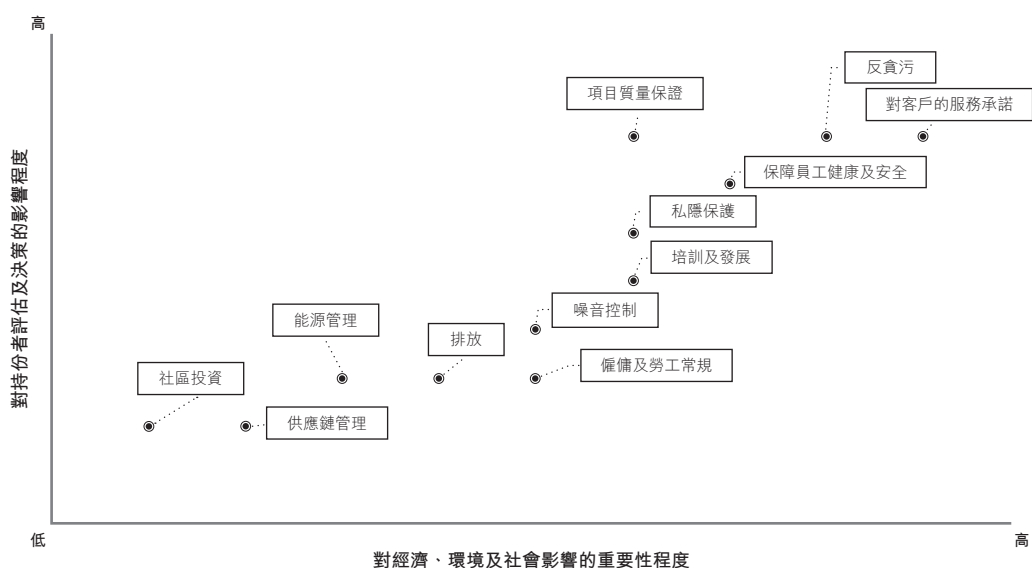 高
反貪污
項目質量保證
對客戶的服務承諾
保障員工健康及安全
私隱保護
培訓及發展
噪音控制
能源管理
排放
僱傭及勞工常規
社區投資
供應鏈管理
對持份者評估及決策的影響程度
低
高
對經濟、環境及社會影響的重要性程度